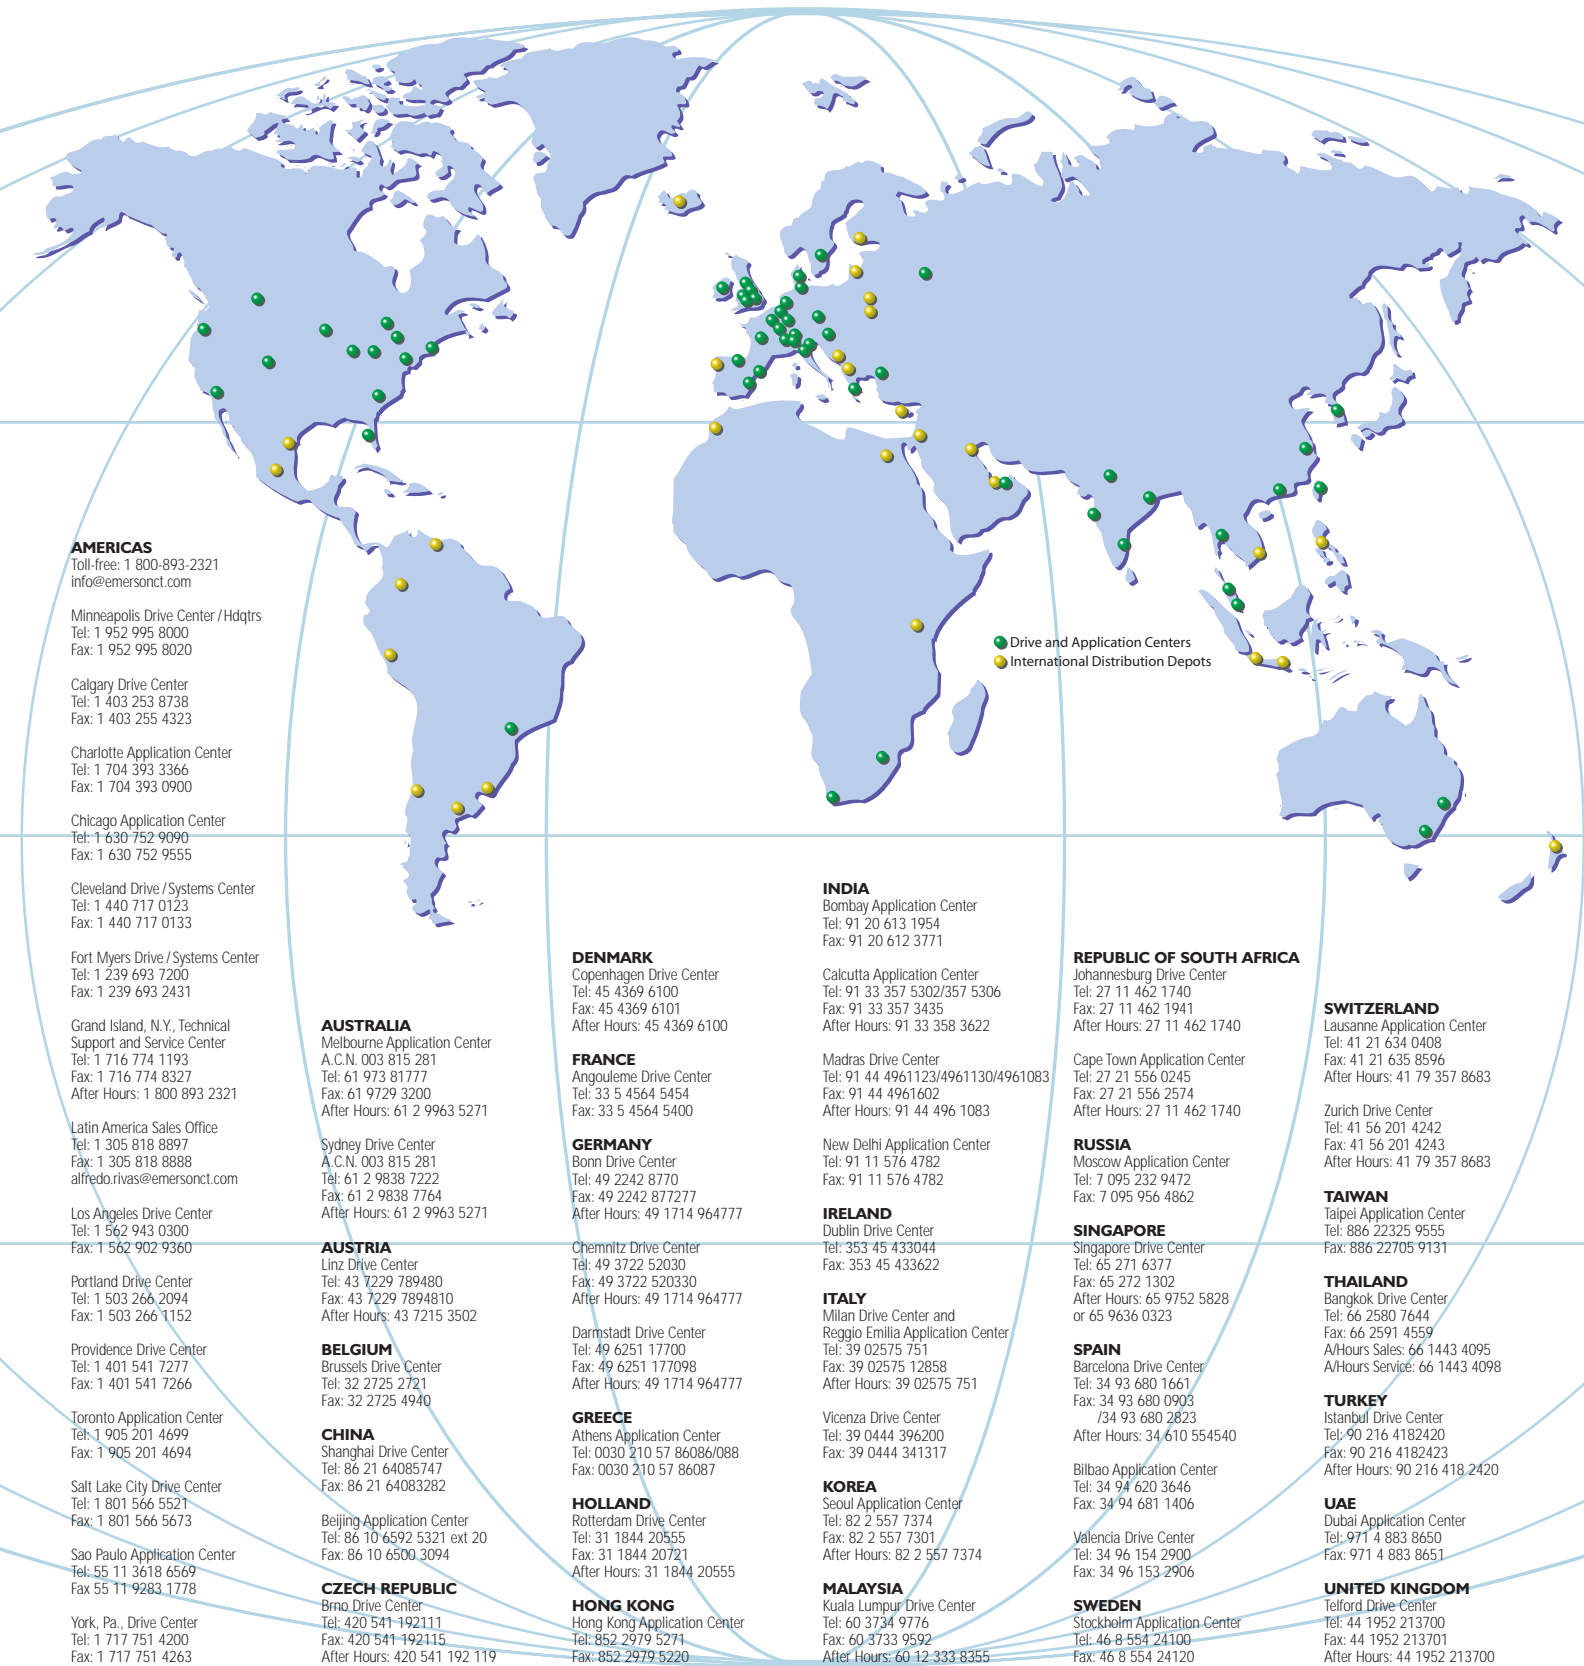 Drive and Application Centers
International Distribution Depots
AMERICAS
Toll-free: 1 800-893-2321
info@emersonct.com
Minneapolis Drive Center / Hdqtrs
Tel: 1 952 995 8000
Fax: 1 952 995 8020
Calgary Drive Center
Tel: 1 403 253 8738
Fax: 1 403 255 4323
Charlotte Application Center
Tel: 1 704 393 3366
Fax: 1 704 393 0900
Chicago Application Center
Tel: 1 630 752 9090
Fax: 1 630 752 9555
Cleveland Drive / Systems Center
Tel: 1 440 717 0123
Fax: 1 440 717 0133
Fort Myers Drive / Systems Center
Tel: 1 239 693 7200
Fax: 1 239 693 2431
Grand Island, N.Y., Technical
Support and Service Center
Tel: 1 716 774 1193
Fax: 1 716 774 8327
After Hours: 1 800 893 2321
Latin America Sales Office
Tel: 1 305 818 8897
Fax: 1 305 818 8888
alfredo.rivas@emersonct.com
Los Angeles Drive Center
Tel: 1 562 943 0300
Fax: 1 562 902 9360
Portland Drive Center
Tel: 1 503 266 2094
Fax: 1 503 266 1152
Providence Drive Center
Tel: 1 401 541 7277
Fax: 1 401 541 7266
Toronto Application Center
Tel: 1 905 201 4699
Fax: 1 905 201 4694
Salt Lake City Drive Center
Tel: 1 801 566 5521
Fax: 1 801 566 5673
Sao Paulo Application Center
Tel: 55 11 3618 6569
Fax 55 11 9283 1778
York, Pa., Drive Center
Tel: 1 717 751 4200
Fax: 1 717 751 4263
AUSTRALIA
Melbourne Application Center
A.C.N. 003 815 281
Tel: 61 973 81777
Fax: 61 9729 3200
After Hours: 61 2 9963 5271
Sydney Drive Center
A.C.N. 003 815 281
Tel: 61 2 9838 7222
Fax: 61 2 9838 7764
After Hours: 61 2 9963 5271
AUSTRIA
Linz Drive Center
Tel: 43 7229 789480
Fax: 43 7229 7894810
After Hours: 43 7215 3502
BELGIUM
Brussels Drive Center
Tel: 32 2725 2721
Fax: 32 2725 4940
CHINA
Shanghai Drive Center
Tel: 86 21 64085747
Fax: 86 21 64083282
Beijing Application Center
Tel: 86 10 6592 5321 ext 20
Fax: 86 10 6500 3094
CZECH REPUBLIC
Brno Drive Center
Tel: 420 541 192111
Fax: 420 541 192115
After Hours: 420 541 192 119
DENMARK
Copenhagen Drive Center
Tel: 45 4369 6100
Fax: 45 4369 6101
After Hours: 45 4369 6100
FRANCE
Angouleme Drive Center
Tel: 33 5 4564 5454
Fax: 33 5 4564 5400
GERMANY
Bonn Drive Center
Tel: 49 2242 8770
Fax: 49 2242 877277
After Hours: 49 1714 964777
Chemnitz Drive Center
Tel: 49 3722 52030
Fax: 49 3722 520330
After Hours: 49 1714 964777
Darmstadt Drive Center
Tel: 49 6251 17700
Fax: 49 6251 177098
After Hours: 49 1714 964777
GREECE
Athens Application Center
Tel: 0030 210 57 86086/088
Fax: 0030 210 57 86087
HOLLAND
Rotterdam Drive Center
Tel: 31 1844 20555
Fax: 31 1844 20721
After Hours: 31 1844 20555
HONG KONG
Hong Kong Application Center
Tel: 852 2979 5271
Fax: 852 2979 5220
INDIA
Bombay Application Center
Tel: 91 20 613 1954
Fax: 91 20 612 3771
Calcutta Application Center
Tel: 91 33 357 5302/357 5306
Fax: 91 33 357 3435
After Hours: 91 33 358 3622
Madras Drive Center
Tel: 91 44 4961123/4961130/4961083
Fax: 91 44 4961602
After Hours: 91 44 496 1083
New Delhi Application Center
Tel: 91 11 576 4782
Fax: 91 11 576 4782
IRELAND
Dublin Drive Center
Tel: 353 45 433044
Fax: 353 45 433622
ITALY
Milan Drive Center and
Reggio Emilia Application Center
Tel: 39 02575 751
Fax: 39 02575 12858
After Hours: 39 02575 751
Vicenza Drive Center
Tel: 39 0444 396200
Fax: 39 0444 341317
KOREA
Seoul Application Center
Tel: 82 2 557 7374
Fax: 82 2 557 7301
After Hours: 82 2 557 7374
MALAYSIA
Kuala Lumpur Drive Center
Tel: 60 3734 9776
Fax: 60 3733 9592
After Hours: 60 12 333 8355
REPUBLIC OF SOUTH AFRICA
Johannesburg Drive Center
Tel: 27 11 462 1740
Fax: 27 11 462 1941
After Hours: 27 11 462 1740
Cape Town Application Center
Tel: 27 21 556 0245
Fax: 27 21 556 2574
After Hours: 27 11 462 1740
RUSSIA
Moscow Application Center
Tel: 7 095 232 9472
Fax: 7 095 956 4862
SINGAPORE
Singapore Drive Center
Tel: 65 271 6377
Fax: 65 272 1302
After Hours: 65 9752 5828
or 65 9636 0323
SPAIN
Barcelona Drive Center
Tel: 34 93 680 1661
Fax: 34 93 680 0903
/34 93 680 2823
After Hours: 34 610 554540
Bilbao Application Center
Tel: 34 94 620 3646
Fax: 34 94 681 1406
Valencia Drive Center
Tel: 34 96 154 2900
Fax: 34 96 153 2906
SWEDEN
Stockholm Application Center
Tel: 46 8 554 24100
Fax: 46 8 554 24120
SWITZERLAND
Lausanne Application Center
Tel: 41 21 634 0408
Fax: 41 21 635 8596
After Hours: 41 79 357 8683
Zurich Drive Center
Tel: 41 56 201 4242
Fax: 41 56 201 4243
After Hours: 41 79 357 8683
TAIWAN
Taipei Application Center
Tel: 886 22325 9555
Fax: 886 22705 9131
THAILAND
Bangkok Drive Center
Tel: 66 2580 7644
Fax: 66 2591 4559
A/Hours Sales: 66 1443 4095
A/Hours Service: 66 1443 4098
TURKEY
Istanbul Drive Center
Tel: 90 216 4182420
Fax: 90 216 4182423
After Hours: 90 216 418 2420
UAE
Dubai Application Center
Tel: 971 4 883 8650
Fax: 971 4 883 8651
UNITED KINGDOM
Telford Drive Center
Tel: 44 1952 213700
Fax: 44 1952 213701
After Hours: 44 1952 213700